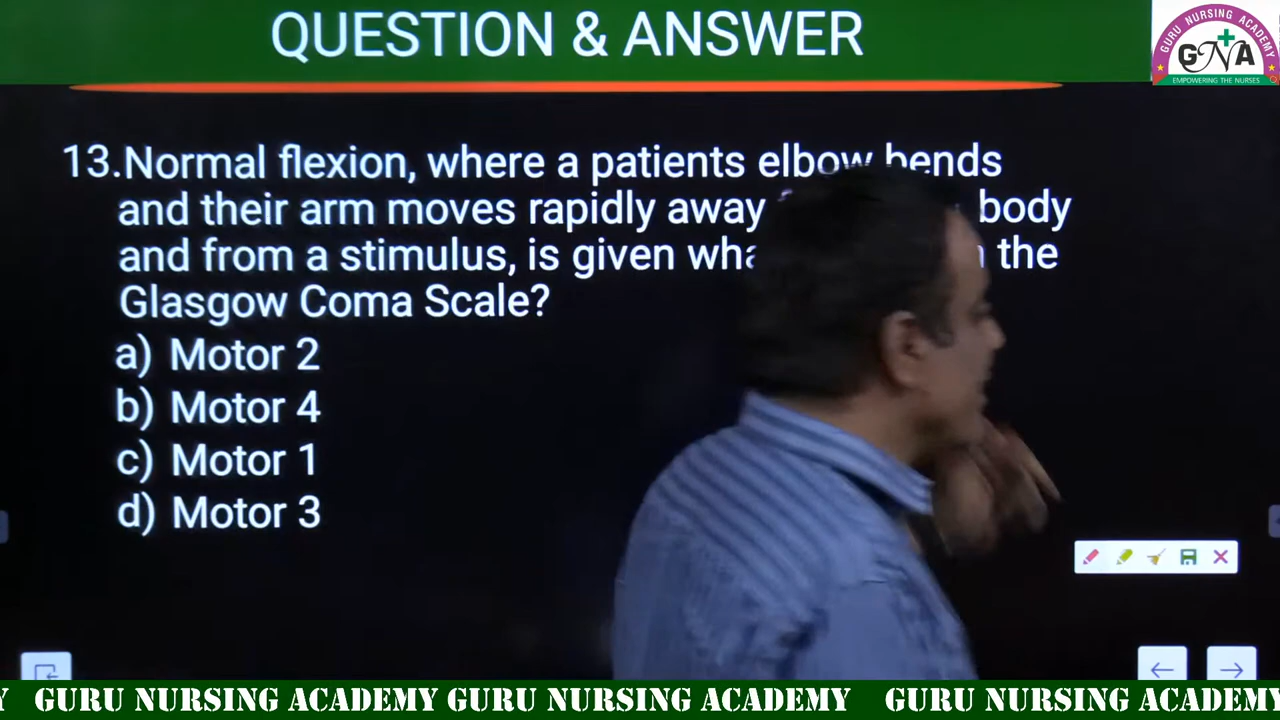 QUESTION & ANSWER
GURU NURSING ACADEMY
GNA
EMPOWERING THE NURSES
13.Normal flexion, where a patients elbow bends
and their arm moves rapidly away body
and from a stimulus, is given the
Glasgow Coma Scale?
a) Motor 2
b) Motor 4
c) Motor 1
d) Motor 3
GURU NURSING ACADEMY GURU NURSING ACADEMY GURU NURSING ACADEMY